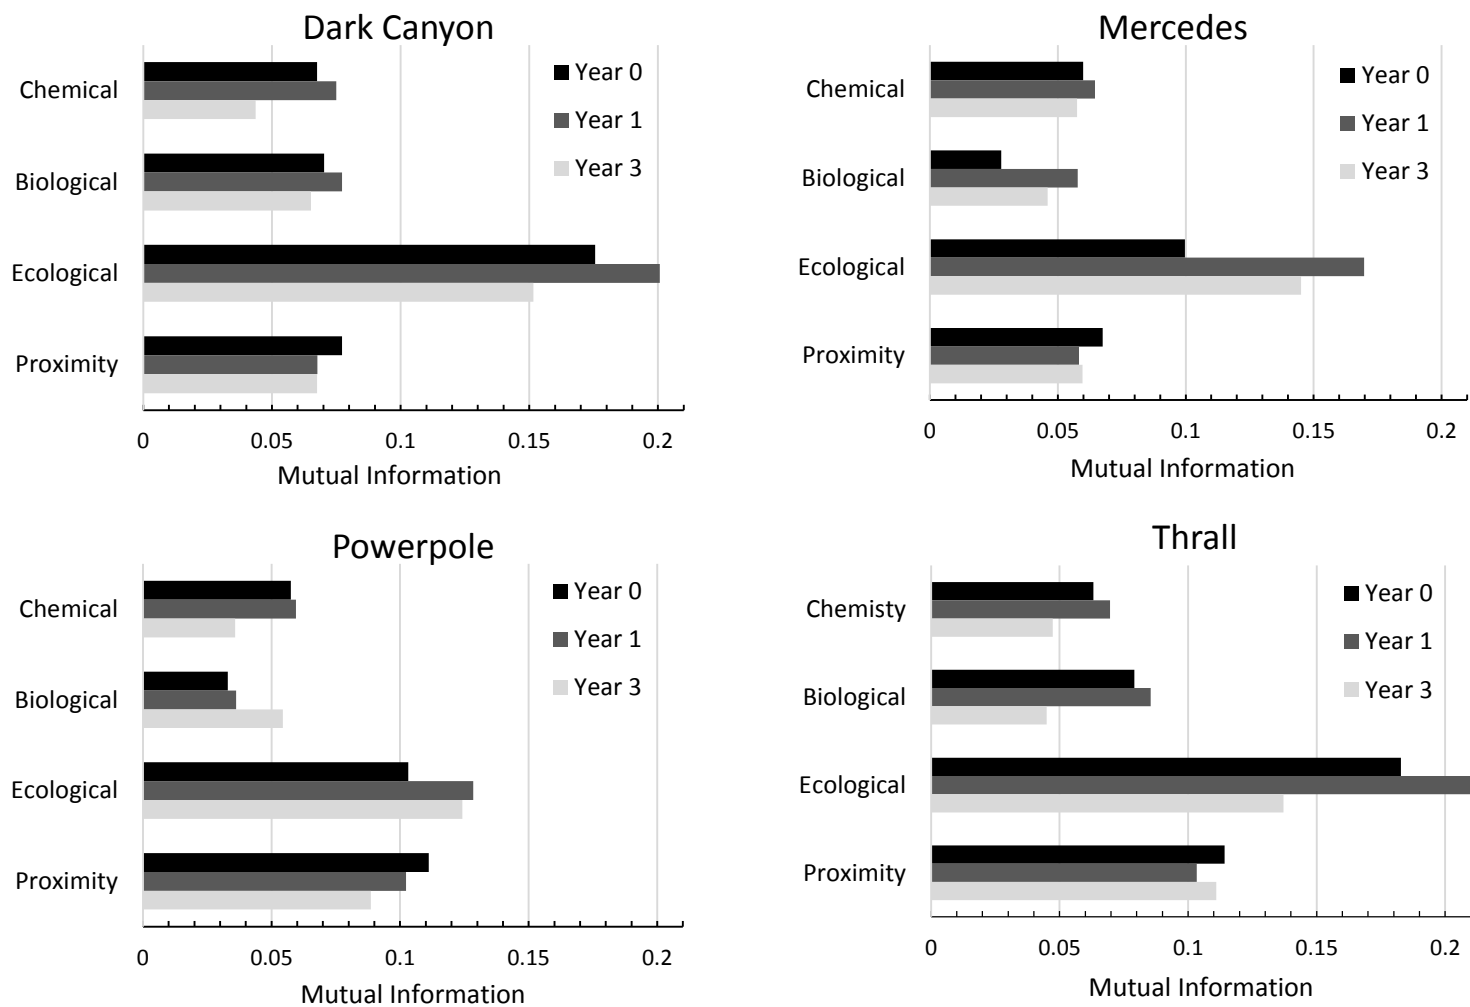 Dark Canyon
Chemical
Biological
Ecological
Proximity
Year 0
Year 1
Year 3
0 0.05 0.1 0.15 0.2
Mutual Information
Mercedes
Chemical
Biological
Ecological
Proximity
Year 0
Year 1
Year 3
0 0.05 0.1 0.15 0.2
Mutual Information
Powerpole
Chemical
Biological
Ecological
Proximity
Year 0
Year 1
Year 3
0 0.05 0.1 0.15 0.2
Mutual Information
Thrall
Chemisty
Biological
Ecological
Proximity
Year 0
Year 1
Year 3
0 0.05 0.1 0.15 0.2
Mutual Information